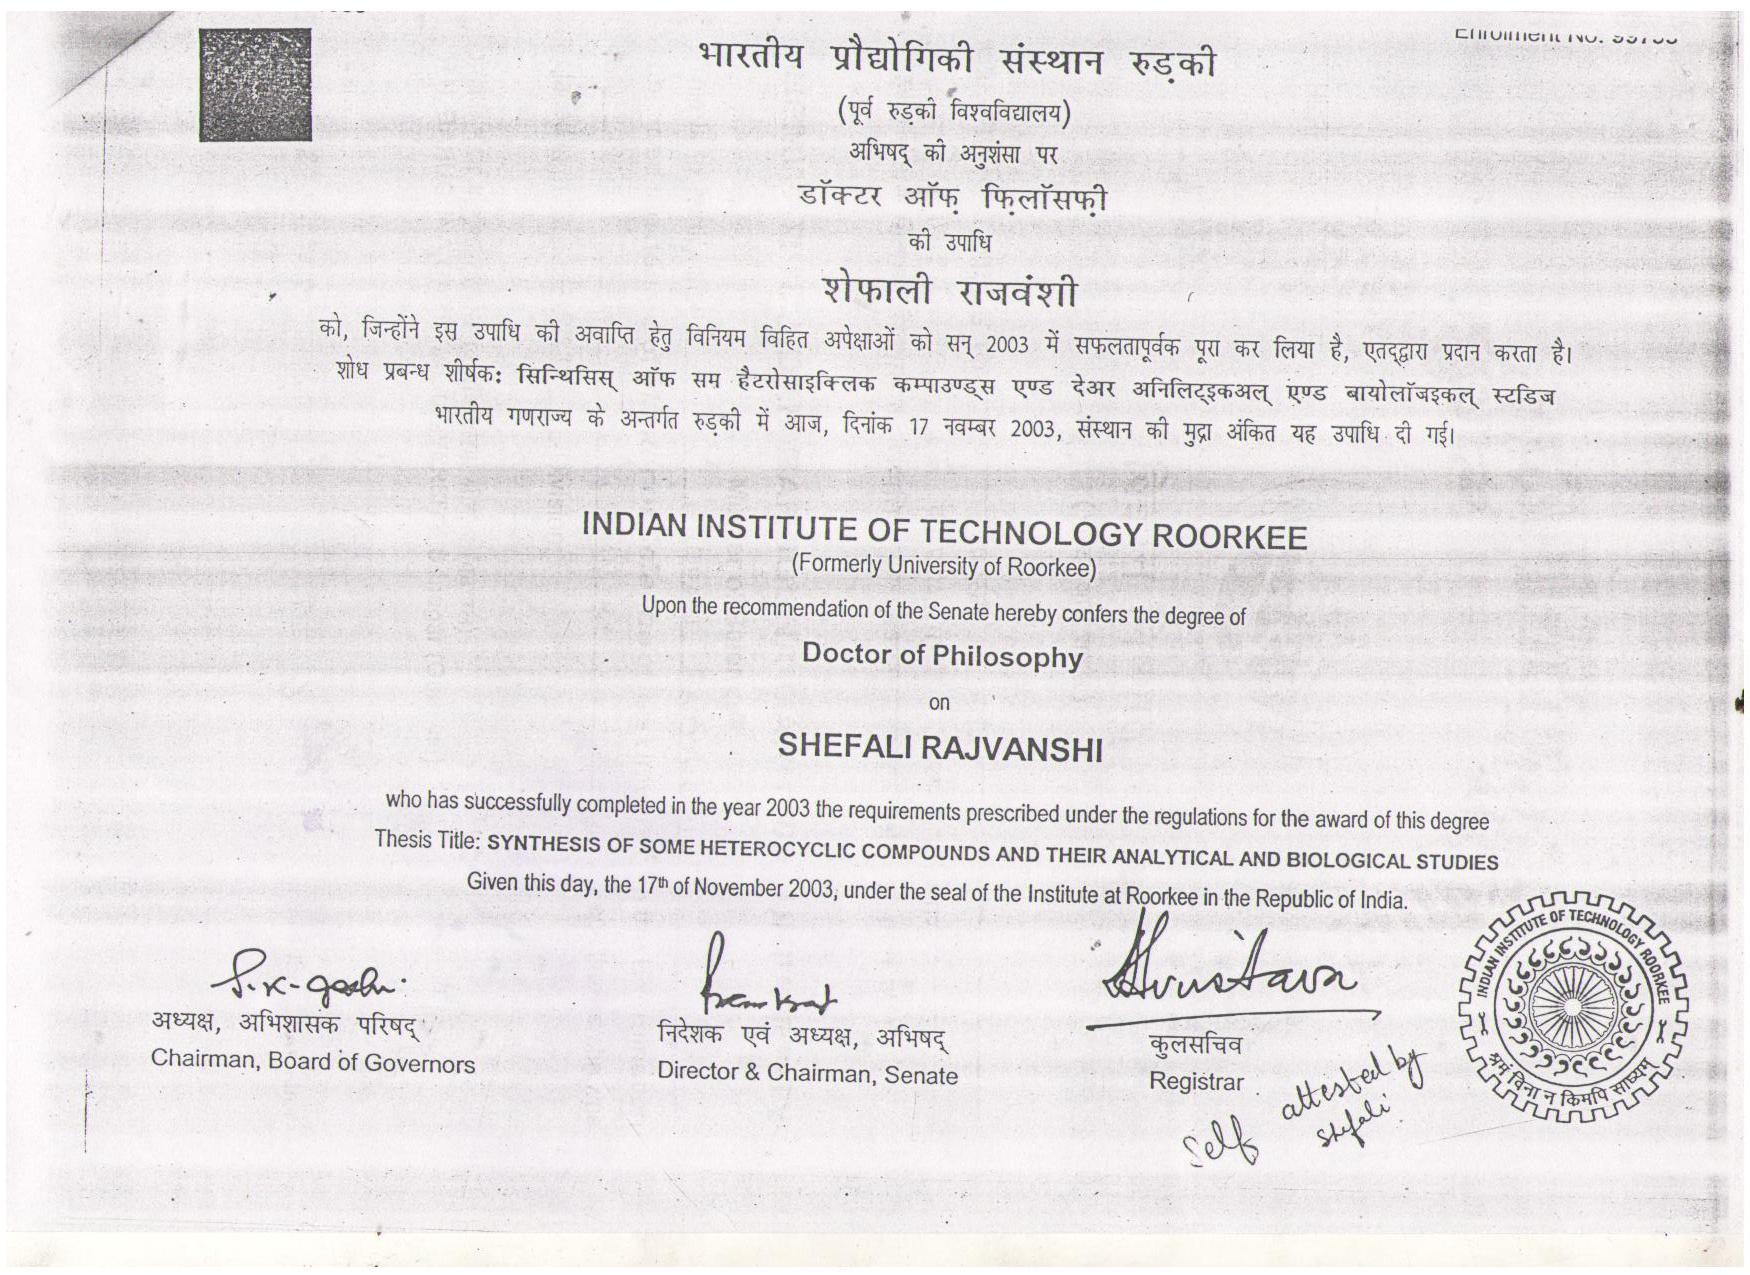 Enrolment No.
भारतीय प्रौद्योगिकी संस्थान रुड़की
(पूर्व रुड़की विश्वविद्यालय)
अभिषद् की अनुशंसा पर
डॉक्टर ऑफ़ फ़िलॉसफ़ी
की उपाधि
शेफाली राजवंशी
को, जिन्होंने इस उपाधि की अवाप्ति हेतु विनियम विहित अपेक्षाओं को सन् 2003 में सफलतापूर्वक पूरा कर लिया है, एतद्द्वारा प्रदान करता है।
शोध प्रबन्ध शीर्षक: सिन्थिसिस् ऑफ सम हैटरोसाइक्लिक कम्पाउण्ड्स एण्ड देअर अनिलिट्इकअल् एण्ड बायोलॉजइकल् स्टडिज
भारतीय गणराज्य के अन्तर्गत रुड़की में आज, दिनांक 17 नवम्बर 2003, संस्थान की मुद्रा अंकित यह उपाधि दी गई।
INDIAN INSTITUTE OF TECHNOLOGY ROORKEE
(Formerly University of Roorkee)
Upon the recommendation of the Senate hereby confers the degree of
Doctor of Philosophy
on
SHEFALI RAJVANSHI
who has successfully completed in the year 2003 the requirements prescribed under the regulations for the award of this degree
Thesis Title: SYNTHESIS OF SOME HETEROCYCLIC COMPOUNDS AND THEIR ANALYTICAL AND BIOLOGICAL STUDIES
Given this day, the 17th of November 2003, under the seal of the Institute at Roorkee in the Republic of India.
अध्यक्ष, अभिशासक परिषद्
Chairman, Board of Governors
निदेशक एवं अध्यक्ष, अभिषद्
Director & Chairman, Senate
कुलसचिव
Registrar
Self attested by
Shefali
INDIAN INSTITUTE OF TECHNOLOGY ROORKEE
श्रमं विना न किमपि साध्यम्